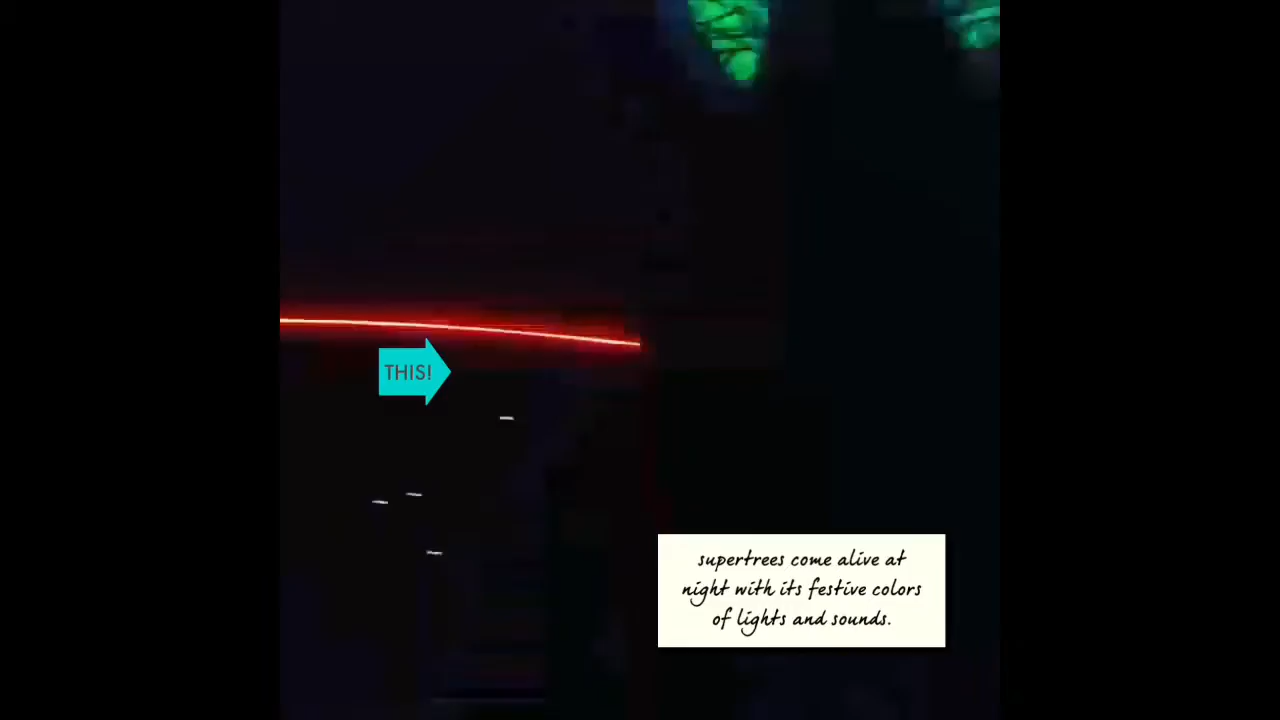 THIS!
supertrees come alive at
night with its festive colors
of lights and sounds.